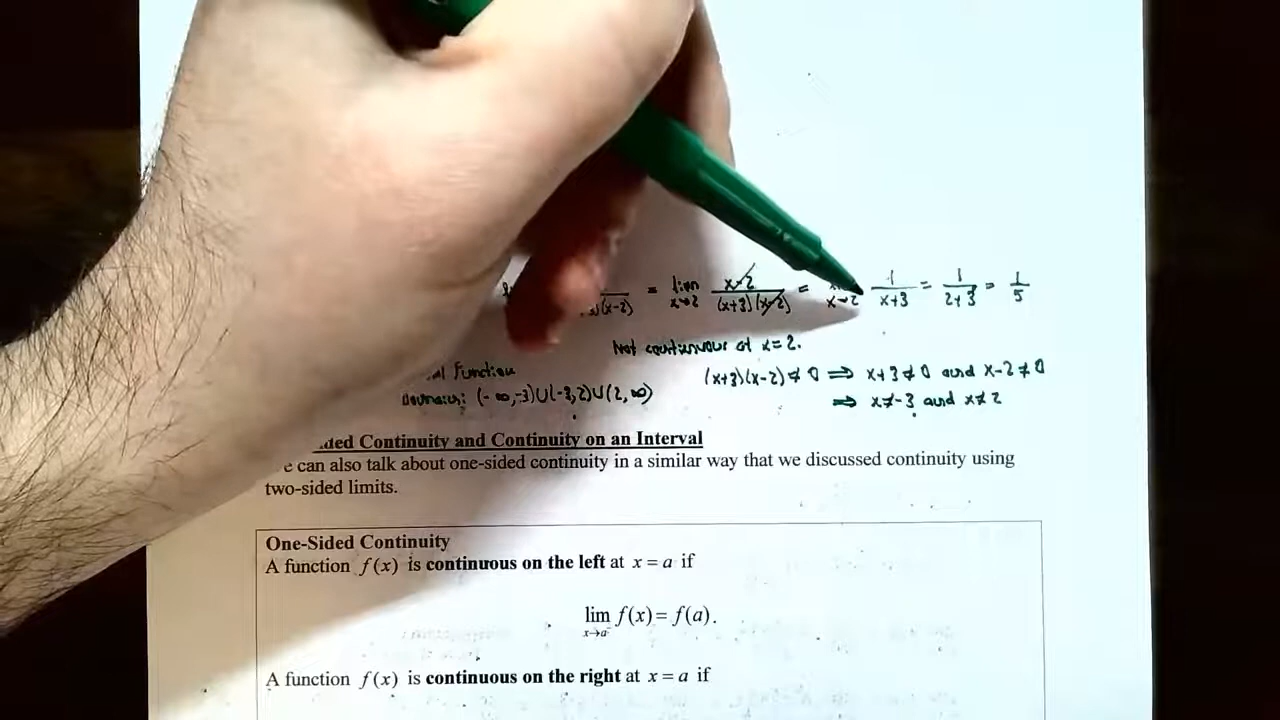 (x-2) = lim x→2 x-2 / (x+3)(x-2) = x→2 1 / x+3 = 1 / 2+3 = 1 / 5
Not continuous at x=2.
Function
(x+3)(x-2)≠0 ⇒ x+3≠0 and x-2≠0
Domain: (-∞,-3)∪(-3,2)∪(2,∞)
⇒ x≠-3 and x≠2
ded Continuity and Continuity on an Interval
e can also talk about one-sided continuity in a similar way that we discussed continuity using
two-sided limits.
One-Sided Continuity
A function f(x) is continuous on the left at x = a if
lim x→a⁻ f(x) = f(a).
A function f(x) is continuous on the right at x = a if